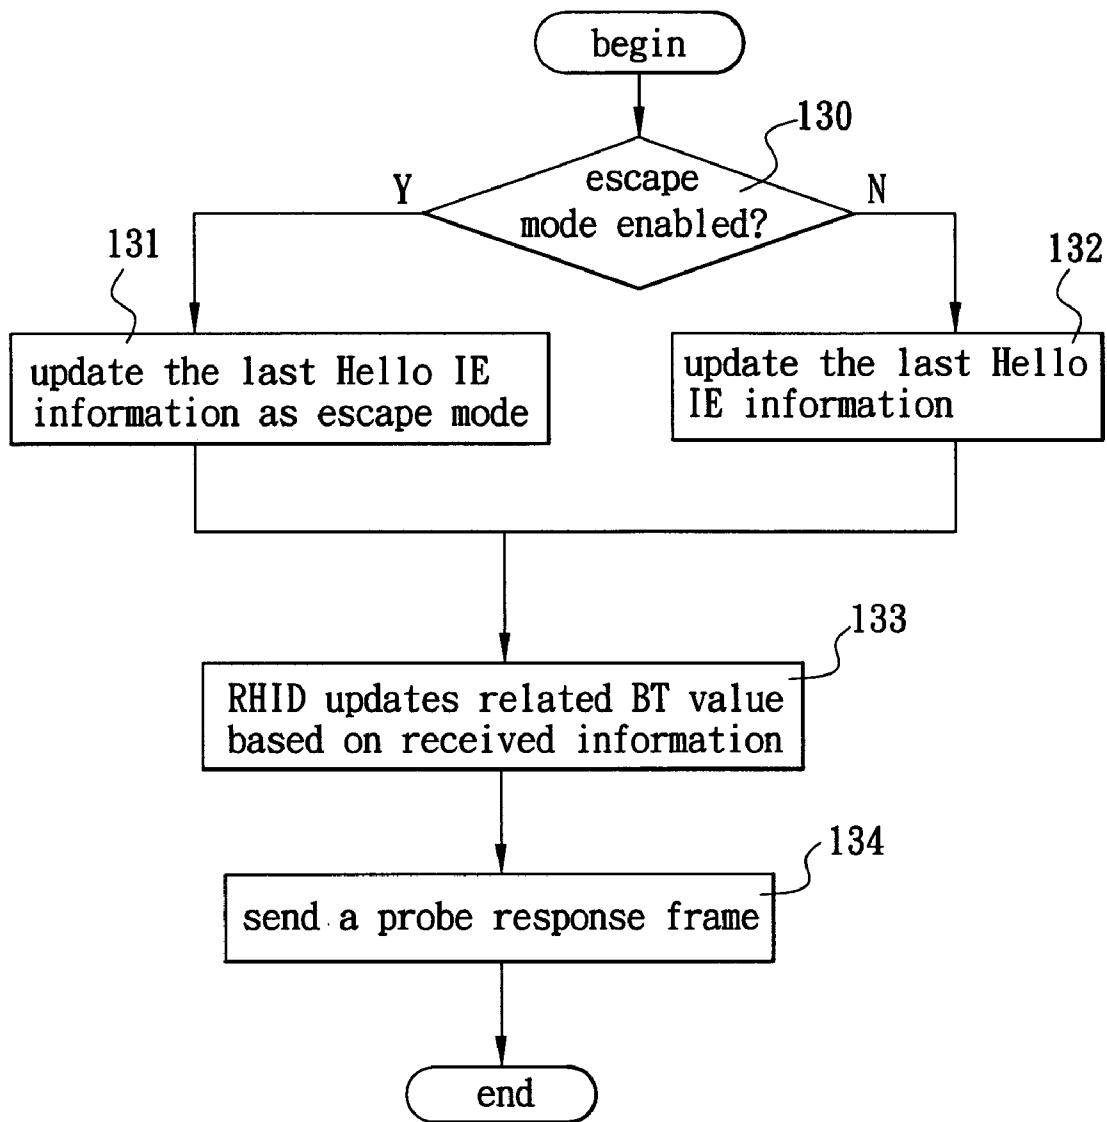 begin
130
escape
mode enabled?
Y
N
131
132
update the last Hello IE
information as escape mode
update the last Hello
IE information
133
RHID updates related BT value
based on received information
134
send a probe response frame
end